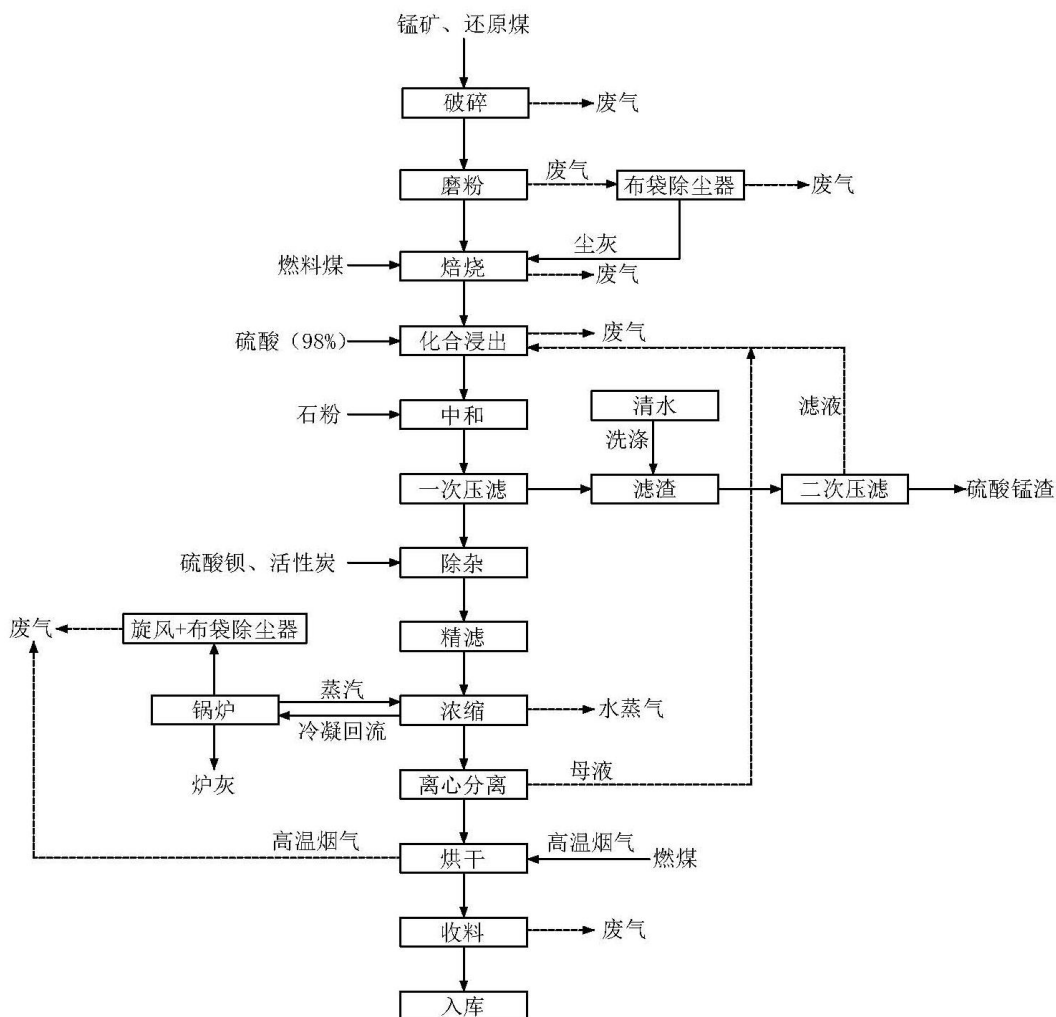 锰矿、还原煤
破碎
废气
磨粉
废气
布袋除尘器
废气
尘灰
燃料煤
焙烧
废气
硫酸（98%）
化合浸出
废气
石粉
中和
清水
洗涤
滤液
一次压滤
滤渣
二次压滤
硫酸锰渣
硫酸钡、活性炭
除杂
废气
旋风+布袋除尘器
精滤
锅炉
蒸汽
冷凝回流
浓缩
水蒸气
炉灰
离心分离
母液
高温烟气
烘干
高温烟气
燃煤
收料
废气
入库